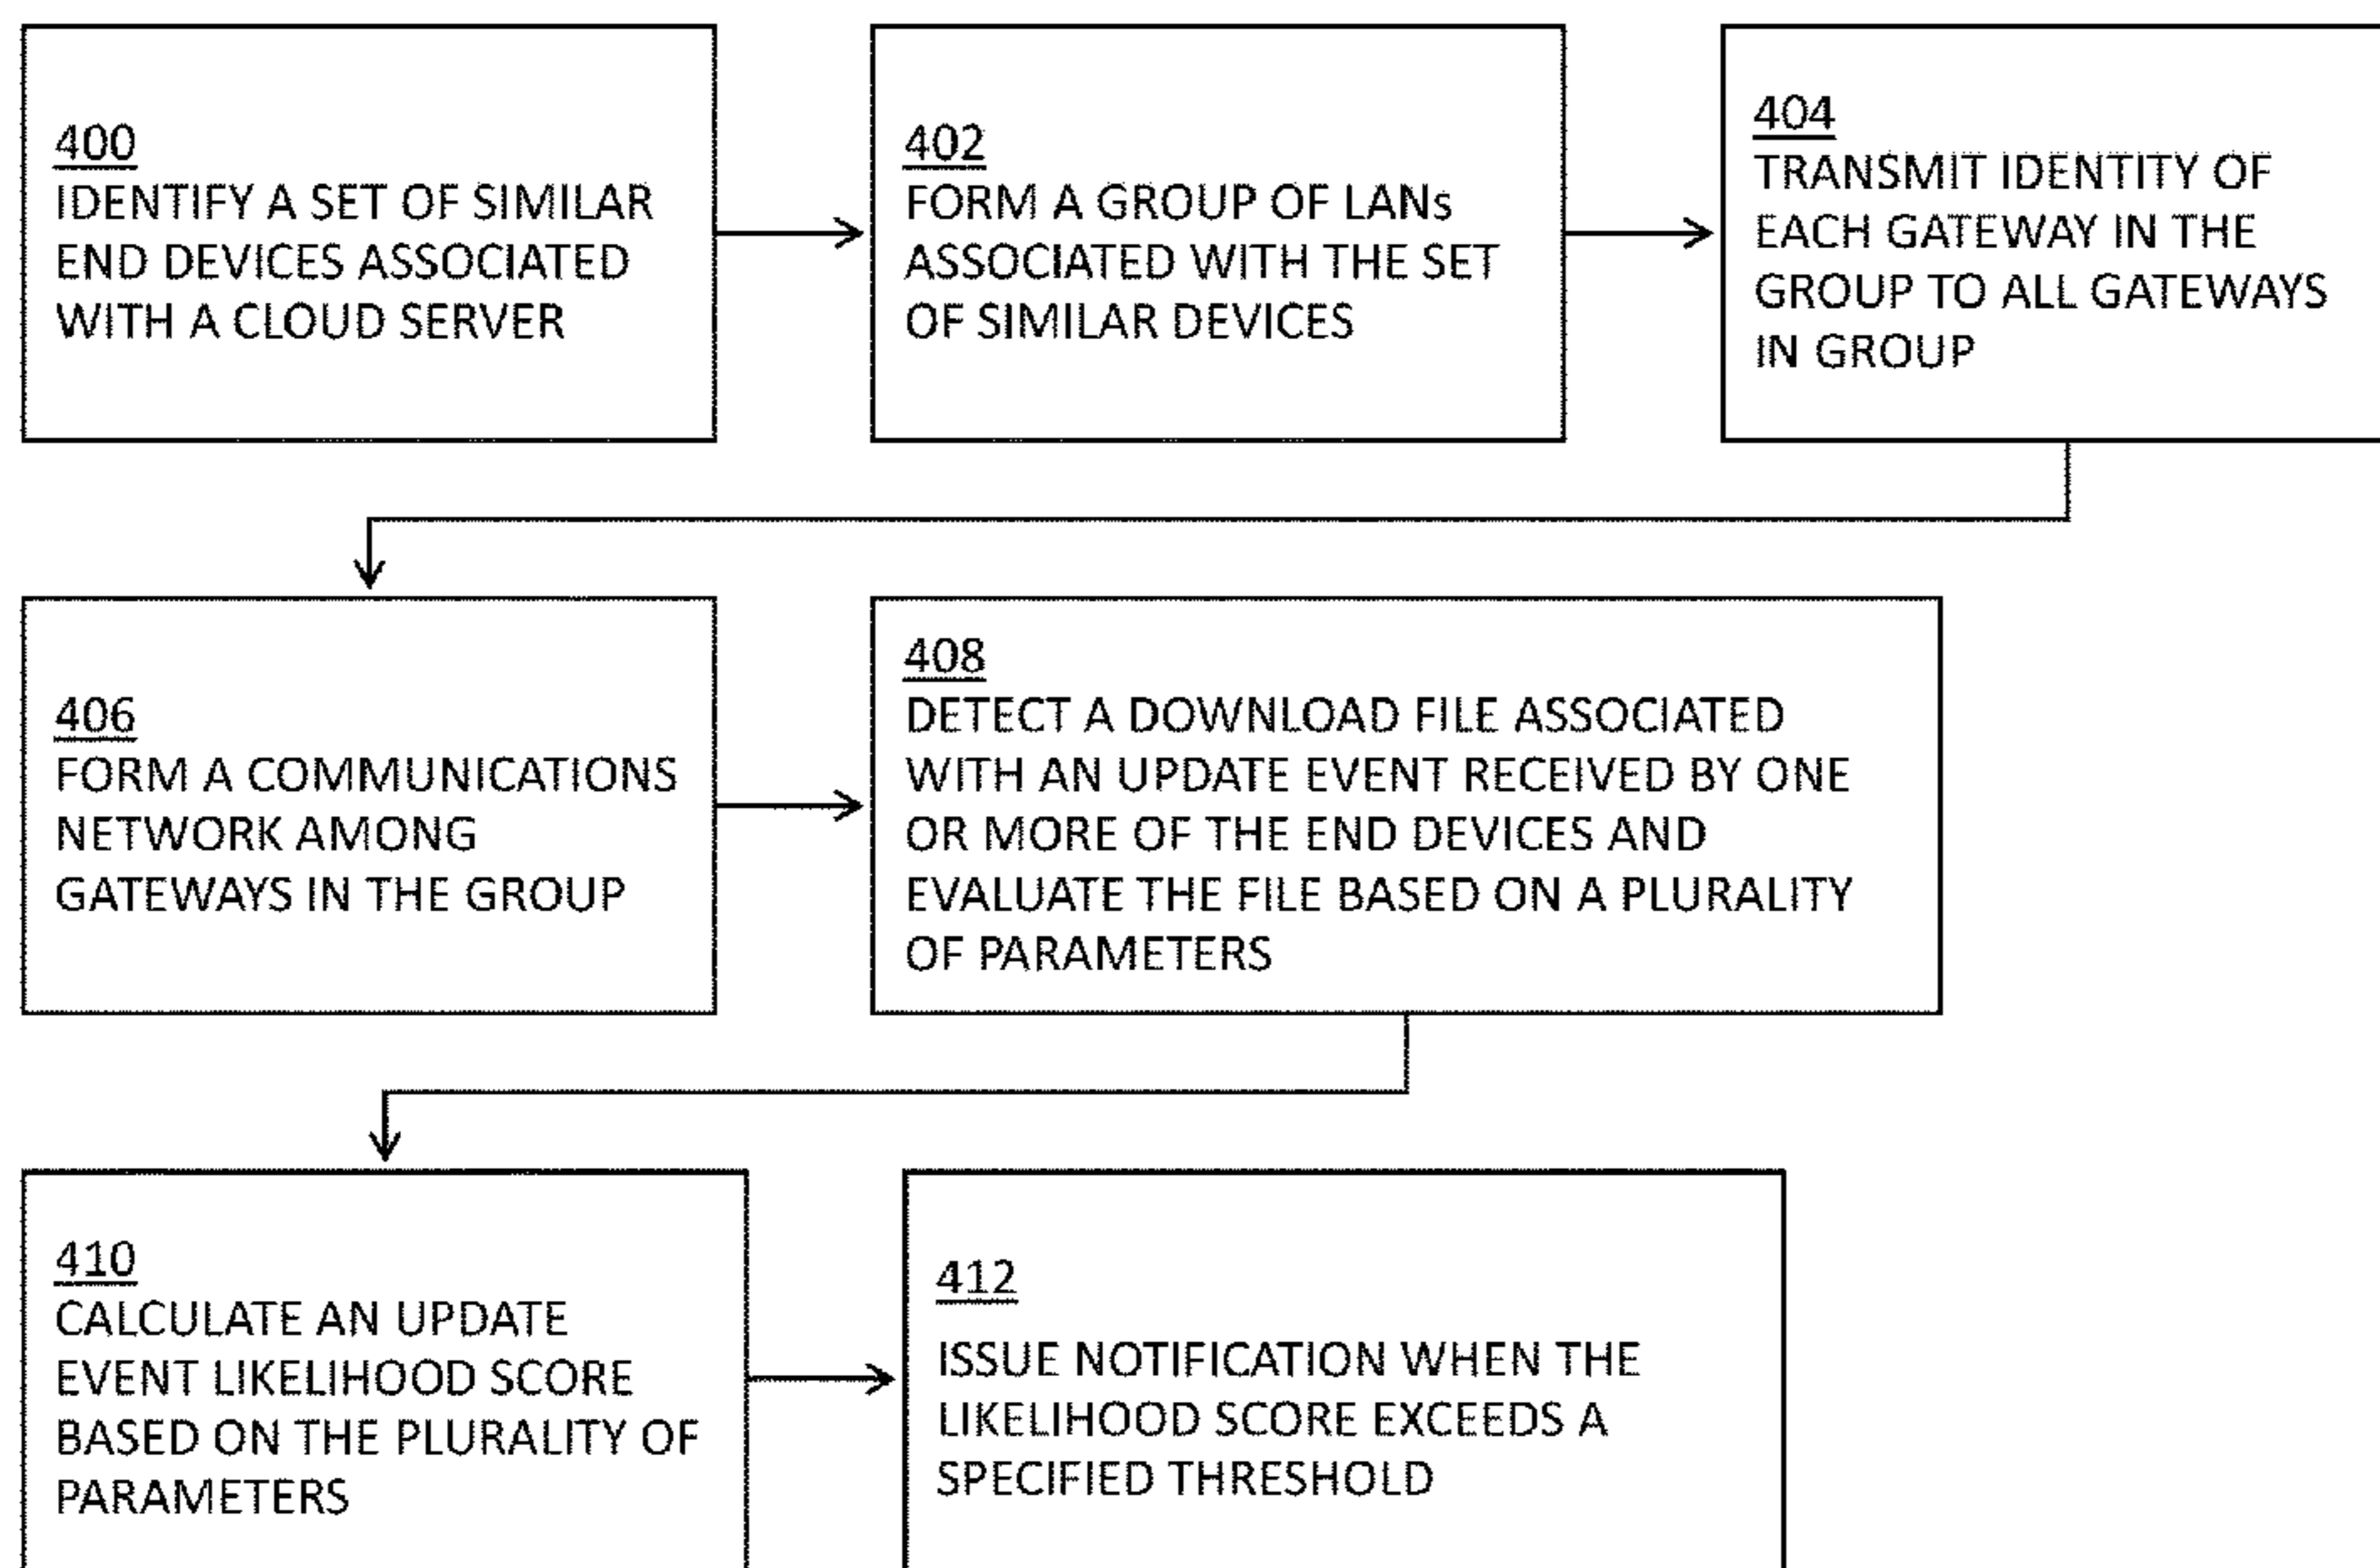 400
IDENTIFY A SET OF SIMILAR
END DEVICES ASSOCIATED
WITH A CLOUD SERVER
402
FORM A GROUP OF LANs
ASSOCIATED WITH THE SET
OF SIMILAR DEVICES
404
TRANSMIT IDENTITY OF
EACH GATEWAY IN THE
GROUP TO ALL GATEWAYS
IN GROUP
406
FORM A COMMUNICATIONS
NETWORK AMONG
GATEWAYS IN THE GROUP
408
DETECT A DOWNLOAD FILE ASSOCIATED
WITH AN UPDATE EVENT RECEIVED BY ONE
OR MORE OF THE END DEVICES AND
EVALUATE THE FILE BASED ON A PLURALITY
OF PARAMETERS
410
CALCULATE AN UPDATE
EVENT LIKELIHOOD SCORE
BASED ON THE PLURALITY OF
PARAMETERS
412
ISSUE NOTIFICATION WHEN THE
LIKELIHOOD SCORE EXCEEDS A
SPECIFIED THRESHOLD